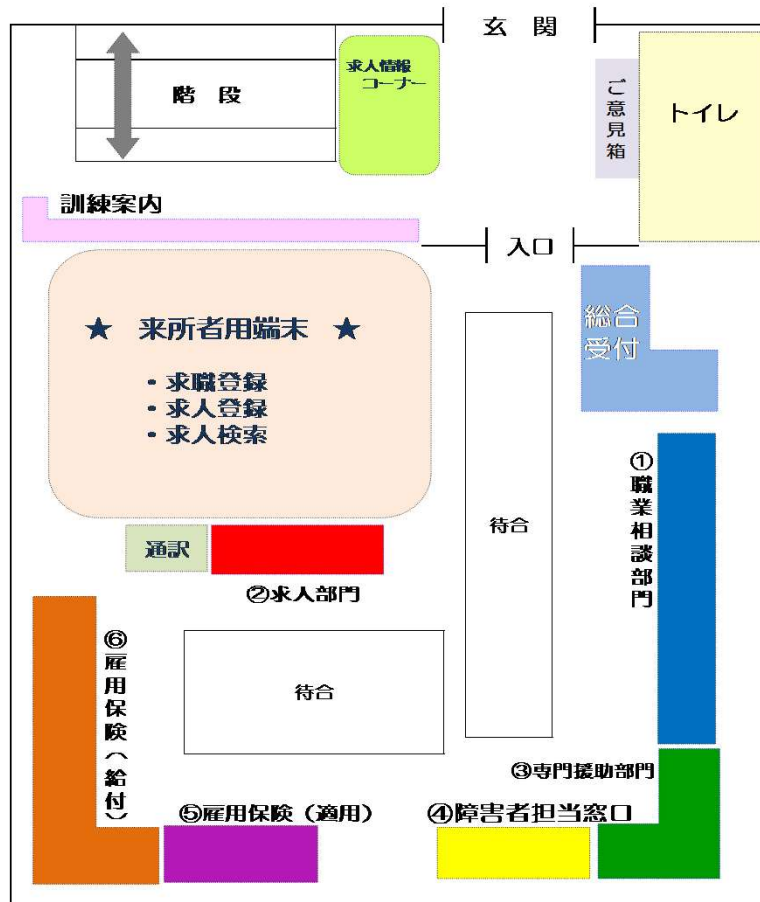 玄 関
階 段
求人情報
コーナー
ご意見箱
トイレ
訓練案内
入口
★ 来所者用端末 ★
・求職登録
・求人登録
・求人検索
総合
受付
①職業相談部門
待合
通訳
②求人部門
⑥雇用保険(給付)
待合
③専門援助部門
⑤雇用保険(適用)
④障害者担当窓口